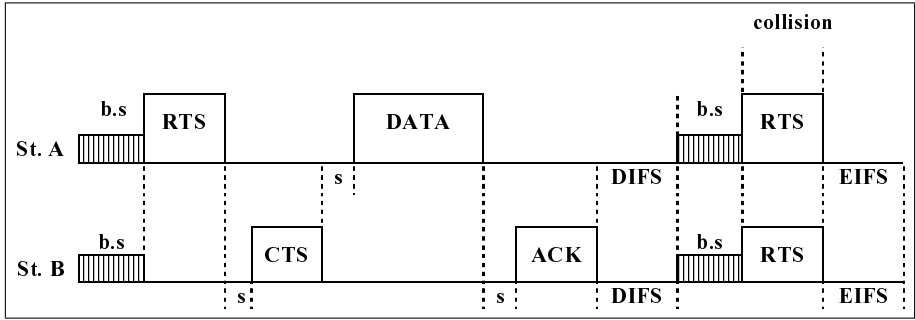 collision
b.s
RTS
DATA
b.s
RTS
St. A
s
DIFS
EIFS
b.s
CTS
ACK
b.s
RTS
St. B
s
s
DIFS
EIFS